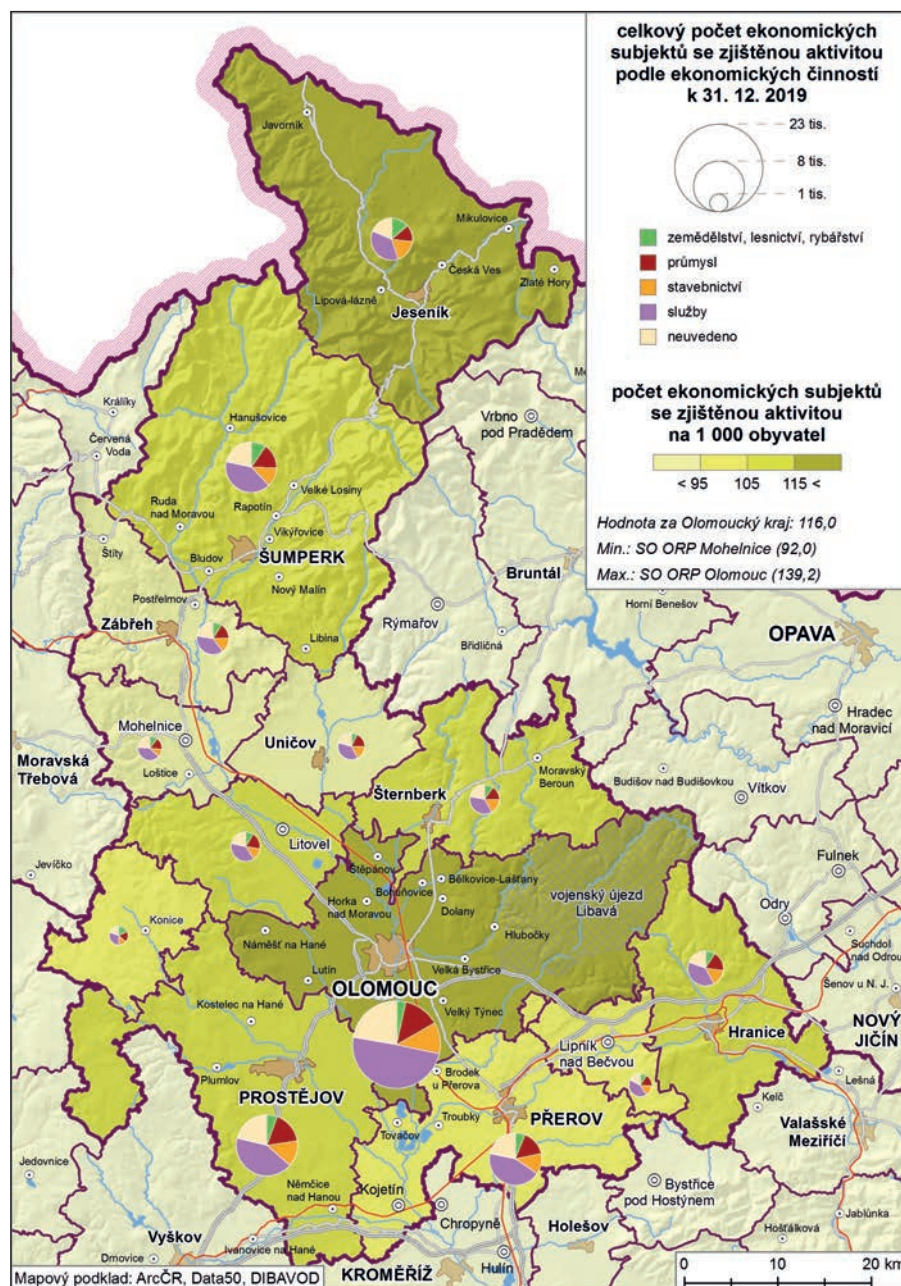 celkový počet ekonomických
subjektů se zjištěnou aktivitou
podle ekonomických činností
k 31. 12. 2019
23 tis.
8 tis.
1 tis.
zemědělství, lesnictví, rybářství
průmysl
stavebnictví
služby
neuvedeno
počet ekonomických subjektů
se zjištěnou aktivitou
na 1 000 obyvatel
< 95 105 115 <
Hodnota za Olomoucký kraj: 116,0
Min.: SO ORP Mohelnice (92,0)
Max.: SO ORP Olomouc (139,2)
Javorník
Mikulovice
Česká Ves
Zlaté Hory
Lipová-lázně
Jeseník
Králíky
Hanušovice
Vrbno
pod Pradědem
Červená
Voda
Velké Losiny
Ruda
nad Moravou
Rapotín
Štíty
Vikýřovice
Bludov
ŠUMPERK
Bruntál
Nový Malín
Postřelmov
Rýmařov
Horní Benešov
Zábřeh
Libina
Břidličná
OPAVA
Hradec
nad Moravicí
Mohelnice
Uničov
Moravská
Třebová
Loštice
Moravský
Beroun
Budišov nad Budišovkou
Šternberk
Vítkov
Litovel
Jevíčko
Štěpánov
Fulnek
Bohuňovice
Bělkovice-Lašťany
vojenský újezd
Libavá
Horka
nad Moravou
Dolany
Odry
Konice
Náměšť na Hané
Hlubočky
Suchdol
nad Odrou
Lutín
Velká Bystřice
Šenov u N. J.
OLOMOUC
Kostelec na Hané
Velký Týnec
NOVÝ
JIČÍN
Hranice
Lipník
nad Bečvou
Plumlov
Brodek
u Přerova
Lešná
PROSTĚJOV
PŘEROV
Kelč
Troubky
Tovačov
Valašské
Meziříčí
Jedovnice
Němčice
nad Hanou
Kojetín
Bystřice
pod Hostýnem
Chropyně
Jablůnka
Vyškov
Holešov
Hošťálková
Drnovice
Ivanovice na Hané
Hulín
KROMĚŘÍŽ
Mapový podklad: ArcČR, Data50, DIBAVOD
0 10 20 km